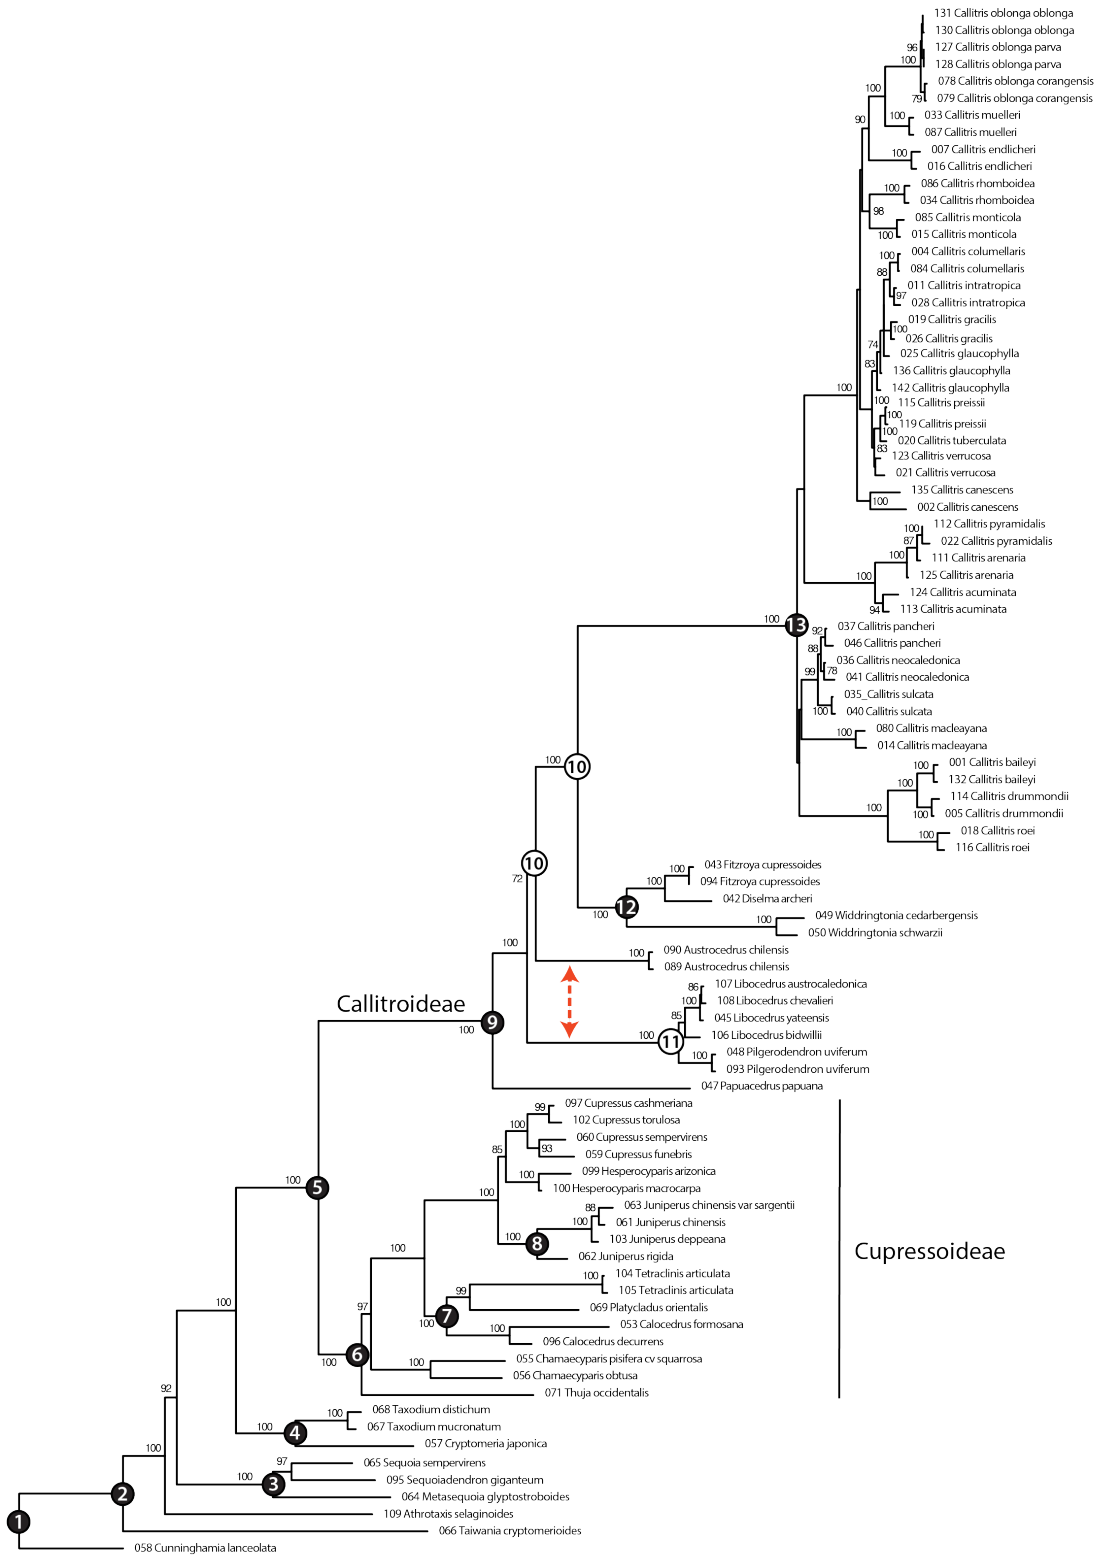 131 Callitris oblonga oblonga
130 Callitris oblonga oblonga
96
127 Callitris oblonga parva
100
128 Callitris oblonga parva
078 Callitris oblonga corangensis
100
79
079 Callitris oblonga corangensis
100
033 Callitris muelleri
90
087 Callitris muelleri
007 Callitris endlicheri
100
016 Callitris endlicheri
086 Callitris rhomboidea
100
034 Callitris rhomboidea
98
085 Callitris monticola
100
015 Callitris monticola
004 Callitris columellaris
100
084 Callitris columellaris
88
011 Callitris intratropica
97
028 Callitris intratropica
019 Callitris gracilis
100
026 Callitris gracilis
74
025 Callitris glaucophylla
83
136 Callitris glaucophylla
100
142 Callitris glaucophylla
100
115 Callitris preissii
100
119 Callitris preissii
100
020 Callitris tuberculata
83
123 Callitris verrucosa
021 Callitris verrucosa
135 Callitris canescens
100
002 Callitris canescens
112 Callitris pyramidalis
100
87
022 Callitris pyramidalis
100
111 Callitris arenaria
100
125 Callitris arenaria
124 Callitris acuminata
94
113 Callitris acuminata
100
13
037 Callitris pancheri
92
88
046 Callitris pancheri
036 Callitris neocaledonica
99
78
041 Callitris neocaledonica
035_Callitris sulcata
100
040 Callitris sulcata
080 Callitris macleayana
100
014 Callitris macleayana
100
10
001 Callitris baileyi
100
132 Callitris baileyi
100
114 Callitris drummondii
100
100
005 Callitris drummondii
018 Callitris roei
100
116 Callitris roei
10
72
043 Fitzroya cupressoides
100
100
094 Fitzroya cupressoides
042 Diselma archeri
12
100
049 Widdringtonia cedarbergensis
100
050 Widdringtonia schwarzii
100
090 Austrocedrus chilensis
100
089 Austrocedrus chilensis
107 Libocedrus austrocaledonica
86
100
108 Libocedrus chevalieri
Callitroideae
85
045 Libocedrus yateensis
9
100
100
106 Libocedrus bidwillii
11
048 Pilgerodendron uviferum
100
093 Pilgerodendron uviferum
047 Papuacedrus papuana
097 Cupressus cashmeriana
99
100
102 Cupressus torulosa
060 Cupressus sempervirens
85
93
059 Cupressus funebris
099 Hesperocyparis arizonica
100
100 Hesperocyparis macrocarpa
100
5
100
063 Juniperus chinensis var sargentii
88
100
061 Juniperus chinensis
100
8
103 Juniperus deppeana
062 Juniperus rigida
Cupressoideae
100
104 Tetraclinis articulata
100
99
105 Tetraclinis articulata
100
97
069 Platycladus orientalis
7
100
053 Calocedrus formosana
100
096 Calocedrus decurrens
6
100
055 Chamaecyparis pisifera cv squarrosa
100
056 Chamaecyparis obtusa
071 Thuja occidentalis
92
068 Taxodium distichum
100
067 Taxodium mucronatum
100
4
057 Cryptomeria japonica
100
065 Sequoia sempervirens
97
100
3
095 Sequoiadendron giganteum
2
064 Metasequoia glyptostroboides
109 Athrotaxis selaginoides
1
066 Taiwania cryptomerioides
058 Cunninghamia lanceolata